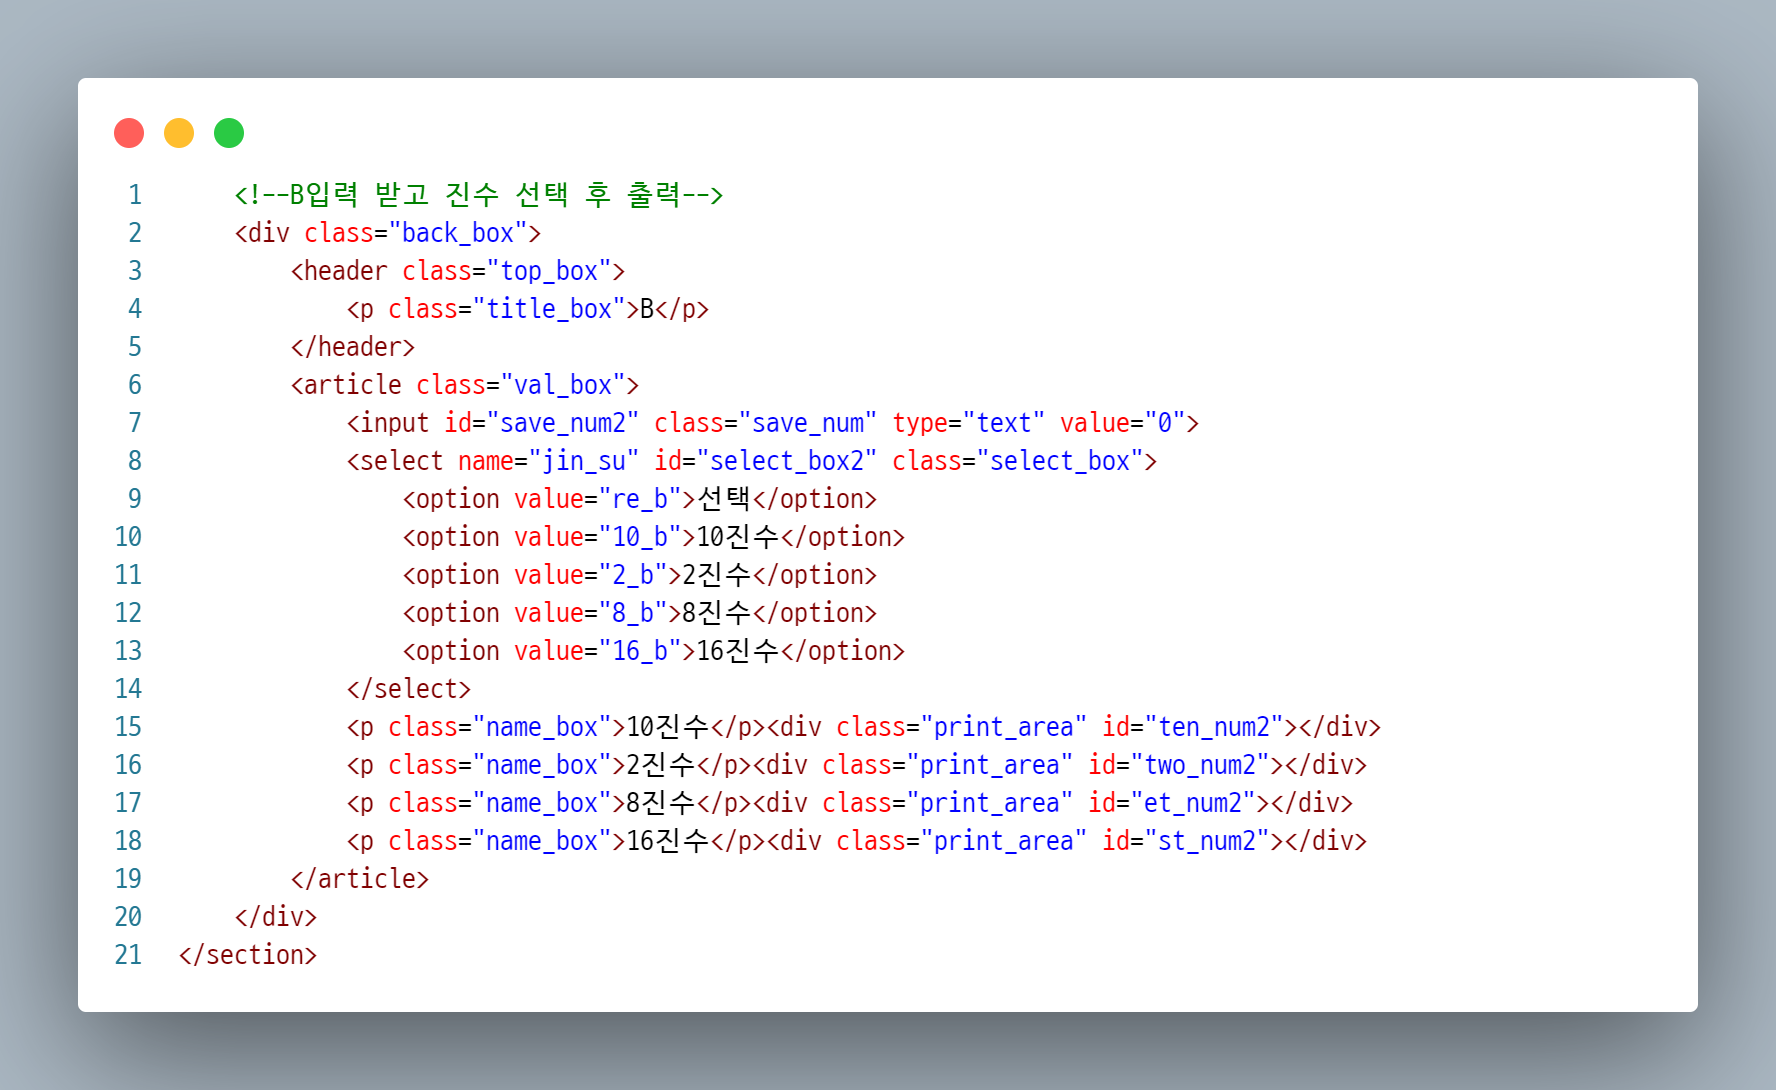 1    <!--B입력 받고 진수 선택 후 출력-->
2    <div class="back_box">
3        <header class="top_box">
4            <p class="title_box">B</p>
5        </header>
6        <article class="val_box">
7            <input id="save_num2" class="save_num" type="text" value="0">
8            <select name="jin_su" id="select_box2" class="select_box">
9                <option value="re_b">선택</option>
10                <option value="10_b">10진수</option>
11                <option value="2_b">2진수</option>
12                <option value="8_b">8진수</option>
13                <option value="16_b">16진수</option>
14            </select>
15            <p class="name_box">10진수</p><div class="print_area" id="ten_num2"></div>
16            <p class="name_box">2진수</p><div class="print_area" id="two_num2"></div>
17            <p class="name_box">8진수</p><div class="print_area" id="et_num2"></div>
18            <p class="name_box">16진수</p><div class="print_area" id="st_num2"></div>
19        </article>
20    </div>
21</section>